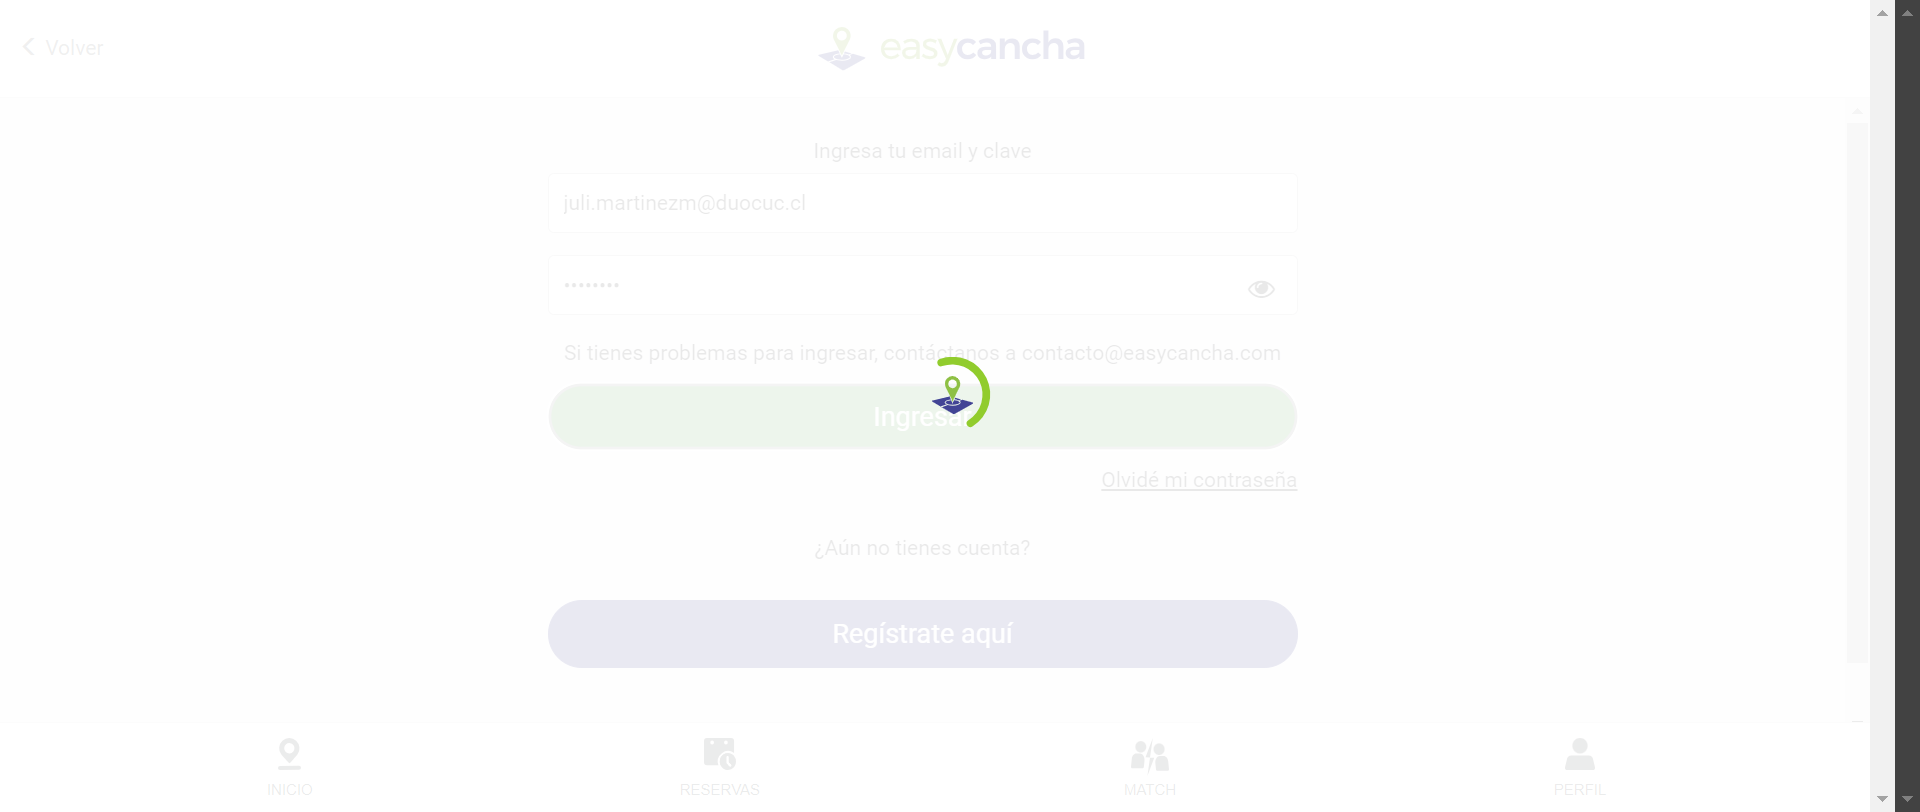 Volver
easycancha
Ingresa tu email y clave
juli.martinezm@duocuc.cl
••••••••
Si tienes problemas para ingresar, contáctanos a contacto@easycancha.com
Ingresar
Olvidé mi contraseña
¿Aún no tienes cuenta?
Regístrate aquí
INICIO
RESERVAS
MATCH
PERFIL